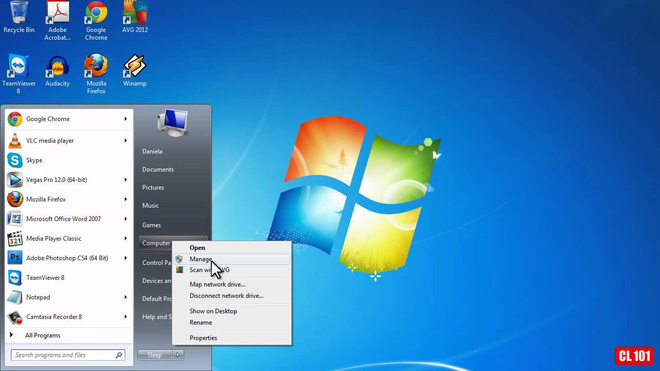 Recycle Bin
Adobe
Acrobat...
Google
Chrome
AVG 2012
TeamViewer
8
Audacity
Mozilla
Firefox
Winamp
Google Chrome
VLC media player
Skype
Vegas Pro 12.0 (64-bit)
Mozilla Firefox
Microsoft Office Word 2007
Media Player Classic
Adobe Photoshop CS4 (64 Bit)
TeamViewer 8
Notepad
Camtasia Recorder 8
All Programs
Search programs and files
Daniela
Documents
Pictures
Music
Games
Computer
Control Pa
Devices an
Default Pro
Help and S
Sleep
Open
Manage
Scan w
VG
Map network drive...
Disconnect network drive...
Show on Desktop
Rename
Properties
CL 101